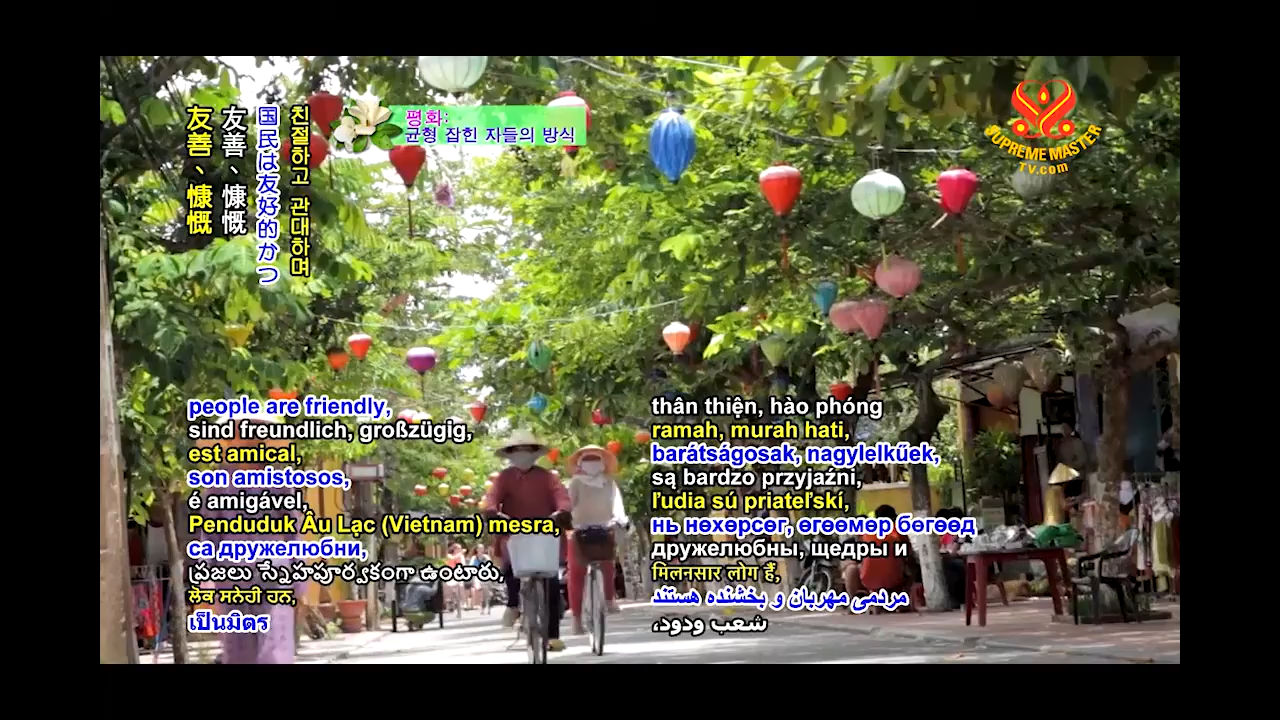 友善、慷慨
友善、慷慨
国民は友好的かつ
친절하고 관대하며
평화:
균형 잡힌 자들의 방식
SUPREME MASTER
TV.com
people are friendly,
sind freundlich, großzügig,
est amical,
son amistosos,
é amigável,
Penduduk Âu Lạc (Vietnam) mesra,
са дружелюбни,
ప్రజలు స్నేహపూర్వకంగా ఉంటారు,
ਲੋਕ ਸਨੇਹੀ ਹਨ,
เป็นมิตร
thân thiện, hào phóng
ramah, murah hati,
barátságosak, nagylelkűek,
są bardzo przyjaźni,
ľudia sú priateľskí,
нь нөхөрсөг, өгөөмөр бөгөөд
дружелюбны, щедры и
मिलनसार लोग हैं,
مردمی مهربان و بخشنده هستند
شعب ودود،